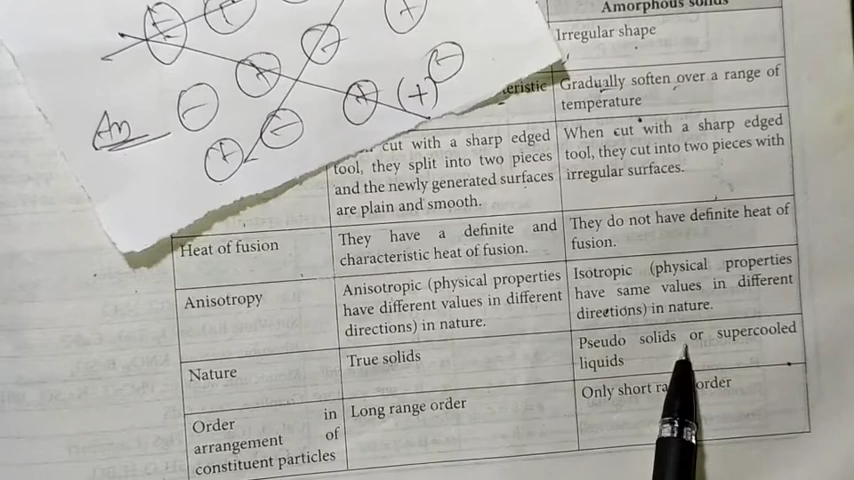 Amorphous solids
Irregular shape
eristic
Gradually soften over a range of
temperature
cut with a sharp edged
tool, they split into two pieces
and the newly generated surfaces
are plain and smooth.
When cut with a sharp edged
tool, they cut into two pieces with
irregular surfaces.
Heat of fusion
They have a definite and
characteristic heat of fusion.
They do not have definite heat of
fusion.
Anisotropy
Anisotropic (physical properties
have different values in different
directions) in nature.
Isotropic (physical properties
have same values in different
directions) in nature.
Nature
True solids
Pseudo solids or supercooled
liquids
Order in
arrangement of
constituent particles
Long range order
Only short ra order